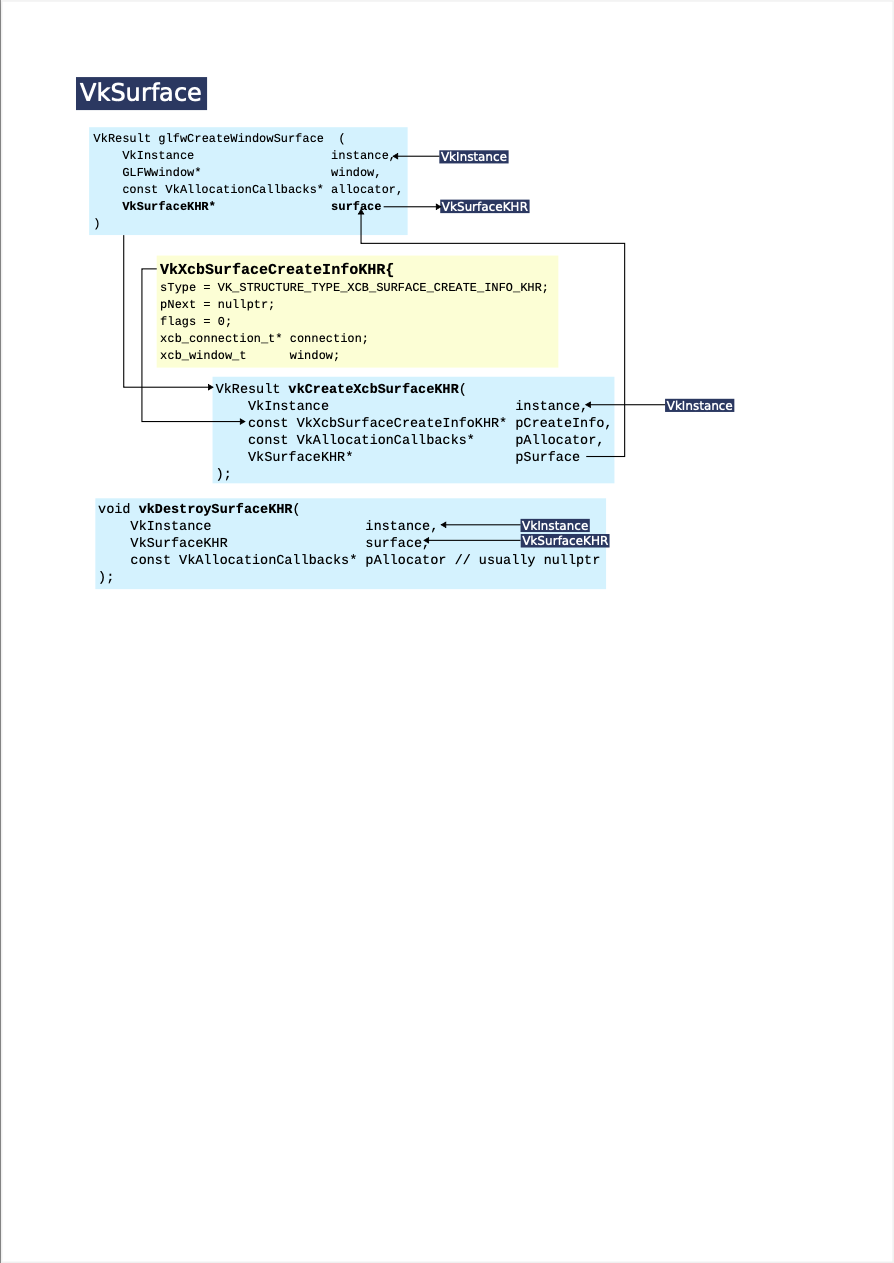 VkSurface
VkResult glfwCreateWindowSurface  (
    VkInstance                   instance, VkInstance
    GLFWwindow*                  window,
    const VkAllocationCallbacks* allocator,
    VkSurfaceKHR*                surface VkSurfaceKHR
)
VkXcbSurfaceCreateInfoKHR{
sType = VK_STRUCTURE_TYPE_XCB_SURFACE_CREATE_INFO_KHR;
pNext = nullptr;
flags = 0;
xcb_connection_t* connection;
xcb_window_t      window;
VkResult vkCreateXcbSurfaceKHR(
    VkInstance                       instance, VkInstance
    const VkXcbSurfaceCreateInfoKHR* pCreateInfo,
    const VkAllocationCallbacks*     pAllocator,
    VkSurfaceKHR*                    pSurface
);
void vkDestroySurfaceKHR(
    VkInstance                   instance, VkInstance
    VkSurfaceKHR                 surface, VkSurfaceKHR
    const VkAllocationCallbacks* pAllocator // usually nullptr
);